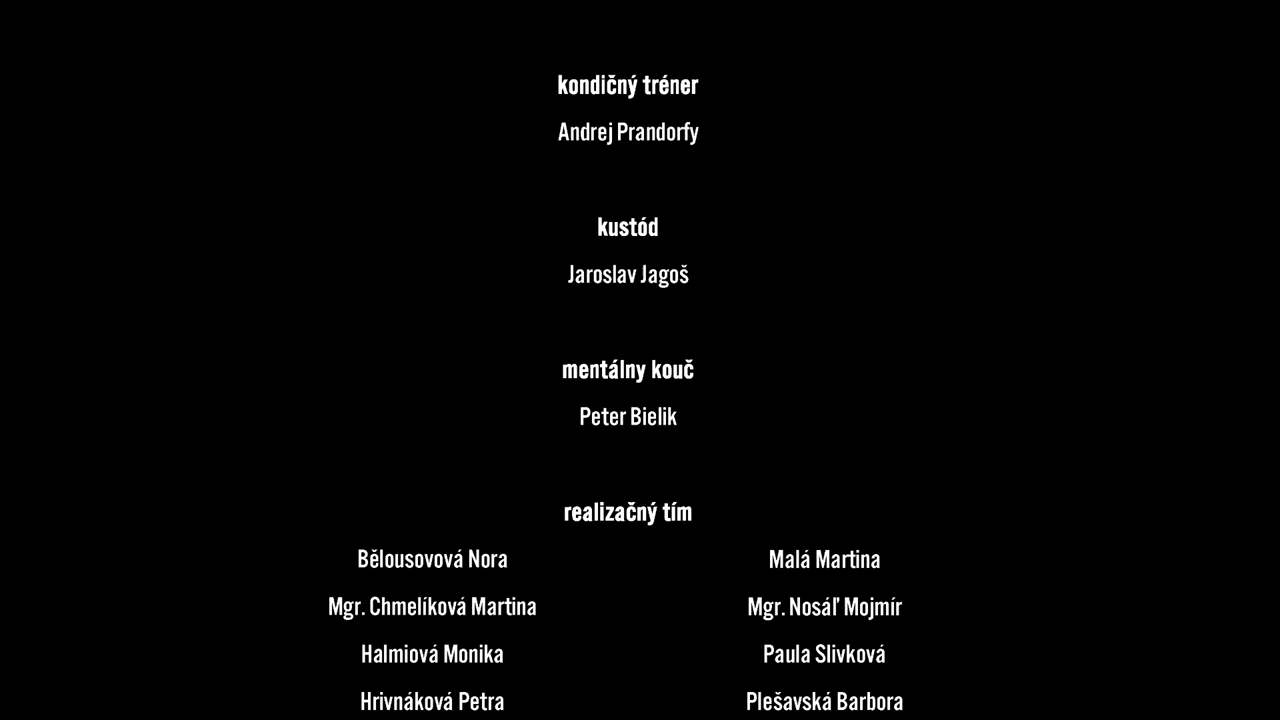 kondičný tréner
Andrej Prandorfy
kustód
Jaroslav Jagoš
mentálny kouč
Peter Bielik
realizačný tím
Bělousovová Nora
Malá Martina
Mgr. Chmelíková Martina
Mgr. Nosáľ Mojmír
Halmiová Monika
Paula Slivková
Hrivnáková Petra
Plešavská Barbora